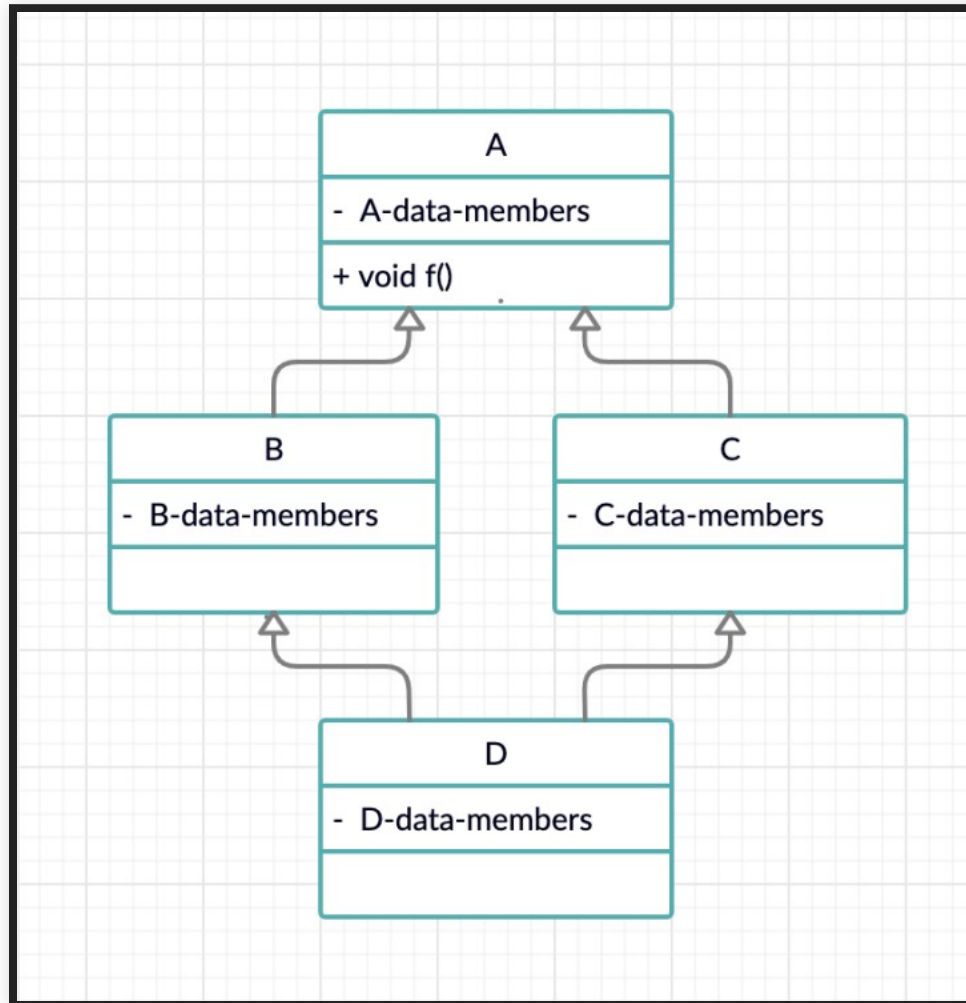 A
- A-data-members
+ void f()
B
- B-data-members
C
- C-data-members
D
- D-data-members